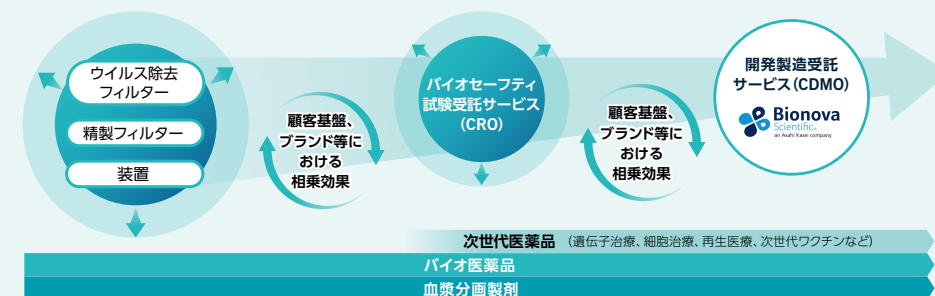 ウイルス除去
フィルター
精製フィルター
装置
顧客基盤、
ブランド等に
おける
相乗効果
バイオセーフティ
試験受託サービス
（CRO）
顧客基盤、
ブランド等に
おける
相乗効果
開発製造受託
サービス（CDMO）
Bionova
Scientific®
an Asahi Kasei company
次世代医薬品 （遺伝子治療、細胞治療、再生医療、次世代ワクチンなど）
バイオ医薬品
血漿分画製剤